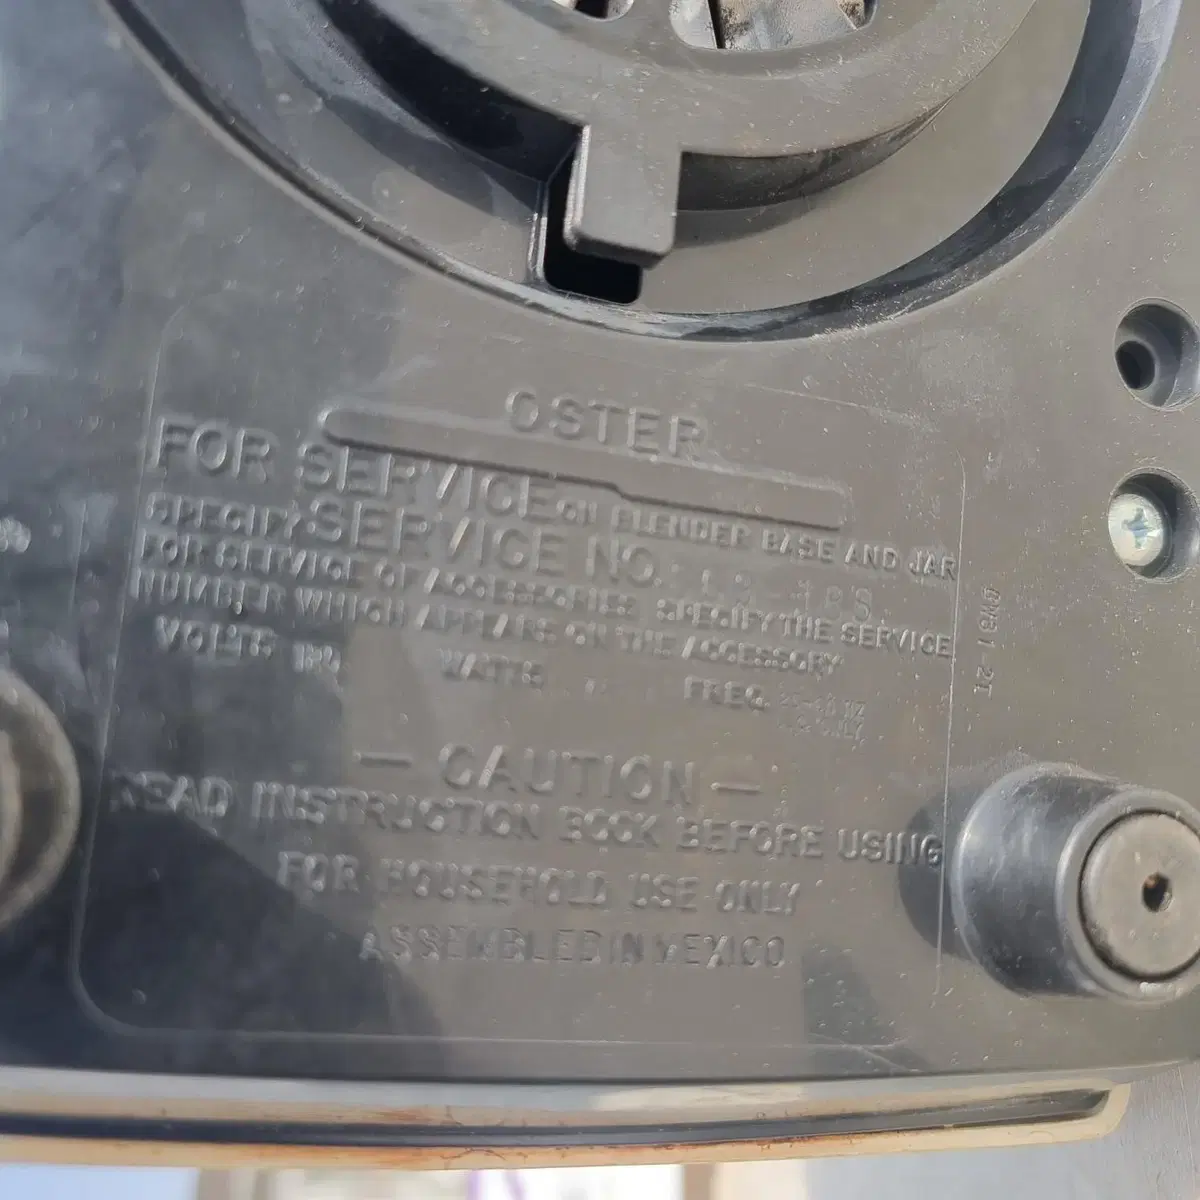 OSTER
FOR SERVICE ON BLENDER BASE AND JAR
SPECIFY SERVICE NO.
FOR SERVICE OF ACCESSORIES SPECIFY THE SERVICE
NUMBER WHICH APPEARS ON THE ACCESSORY
VOLTS WATTS FREQ.
ONLY
— CAUTION —
READ INSTRUCTION BOOK BEFORE USING
FOR HOUSEHOLD USE ONLY
ASSEMBLED IN MEXICO